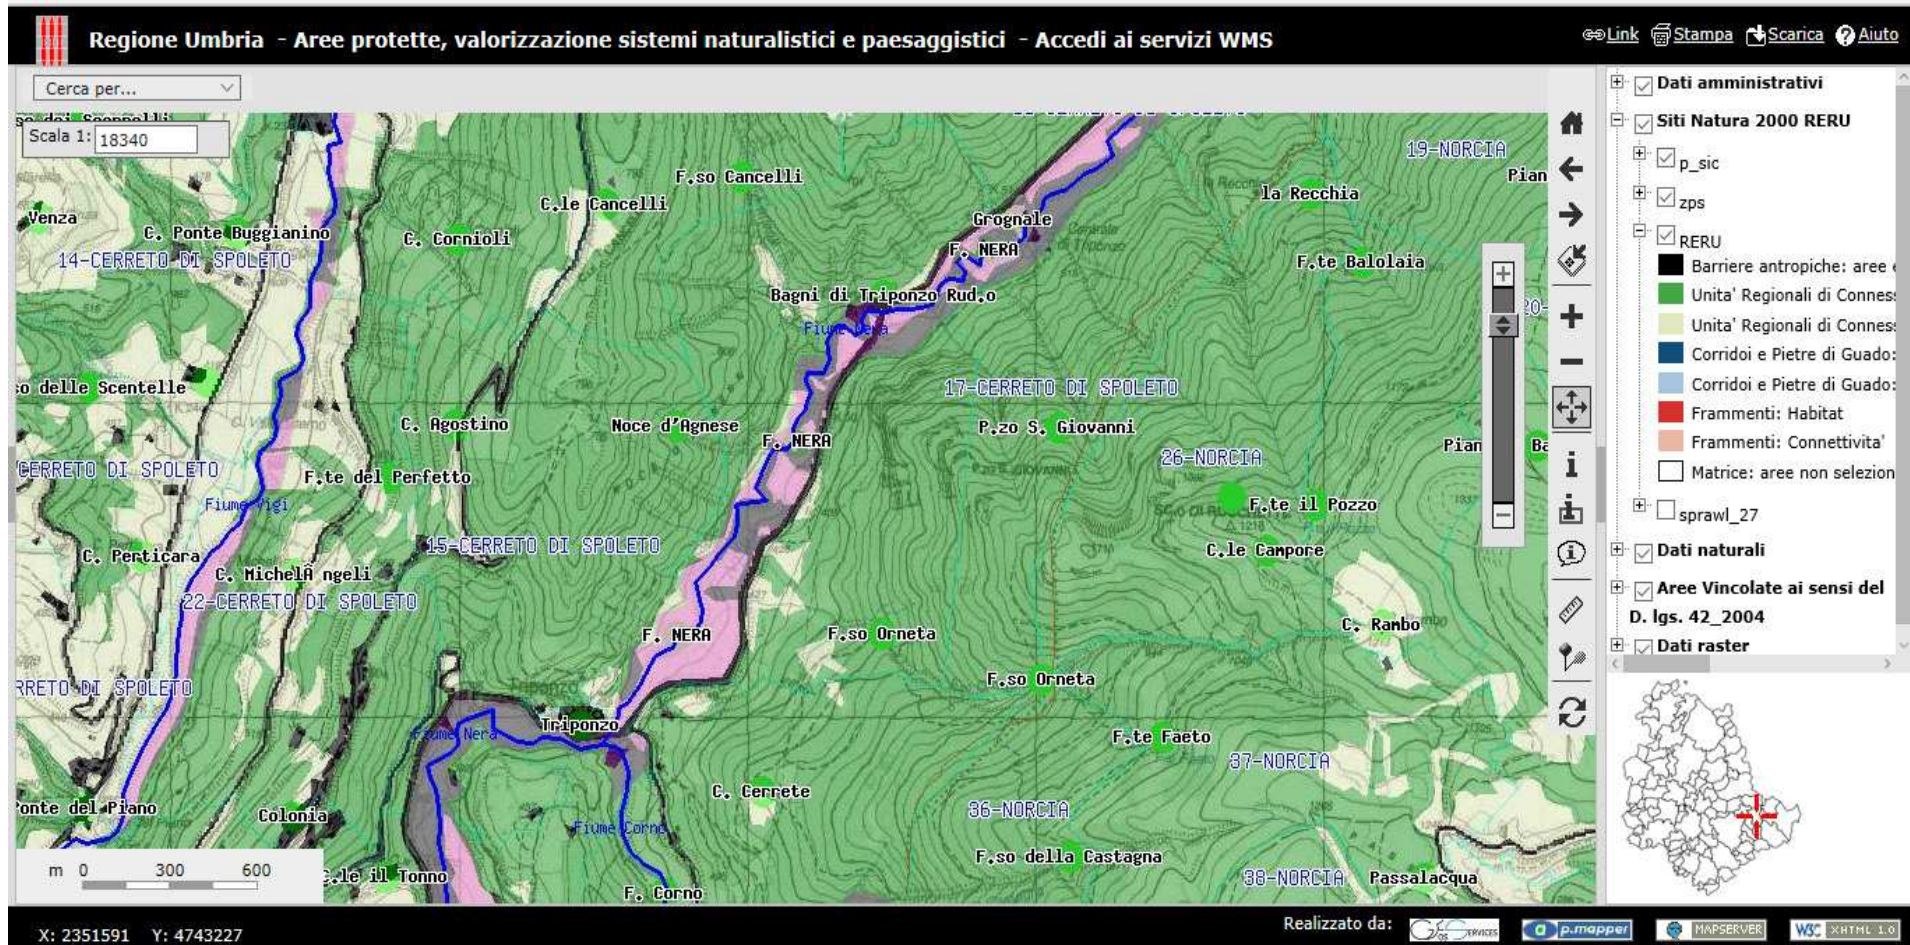 Regione Umbria - Aree protette, valorizzazione sistemi naturalistici e paesaggistici - Accedi ai servizi WMS
Link Stampa Scarica Aiuto
Cerca per...
Scala 1: 18340
19-NORCIA
F.so Cancelli
Pian
la Recchia
C.le Cancelli
Venza
Grognale
C. Ponte Buggianino
C. Cornioli
F. NERA
14-CERRETO DI SPOLETO
F.te Balolaia
Bagni di Triponzo Rud.o
20-
Fiume Nera
so delle Scentelle
17-CERRETO DI SPOLETO
C. Agostino
Noce d'Agnese
P.zo S. Giovanni
F. NERA
Pian
Ba
26-NORCIA
CERRETO DI SPOLETO
F.te del Perfetto
Fiume Vigi
F.te il Pozzo
15-CERRETO DI SPOLETO
C.le Campore
C. Perticara
C. MichelÂ ngeli
22-CERRETO DI SPOLETO
F. NERA
F.so Orneta
C. Rambo
F.so Orneta
RRETO DI SPOLETO
Triponzo
Fiume Nera
F.te Faeto
37-NORCIA
C. Cerrete
Ponte del Piano
Colonia
36-NORCIA
Fiume Corno
F.so della Castagna
C.le il Tonno
38-NORCIA
Passalacqua
F. Corno
m 0 300 600
Dati amministrativi
Siti Natura 2000 RERU
p_sic
zps
RERU
Barriere antropiche: aree e
Unita' Regionali di Conness
Unita' Regionali di Conness
Corridoi e Pietre di Guado:
Corridoi e Pietre di Guado:
Frammenti: Habitat
Frammenti: Connettivita'
Matrice: aree non selezion
sprawl_27
Dati naturali
Aree Vincolate ai sensi del
D. lgs. 42_2004
Dati raster
X: 2351591 Y: 4743227
Realizzato da:
p.mapper
MAPSERVER
W3C XHTML 1.0